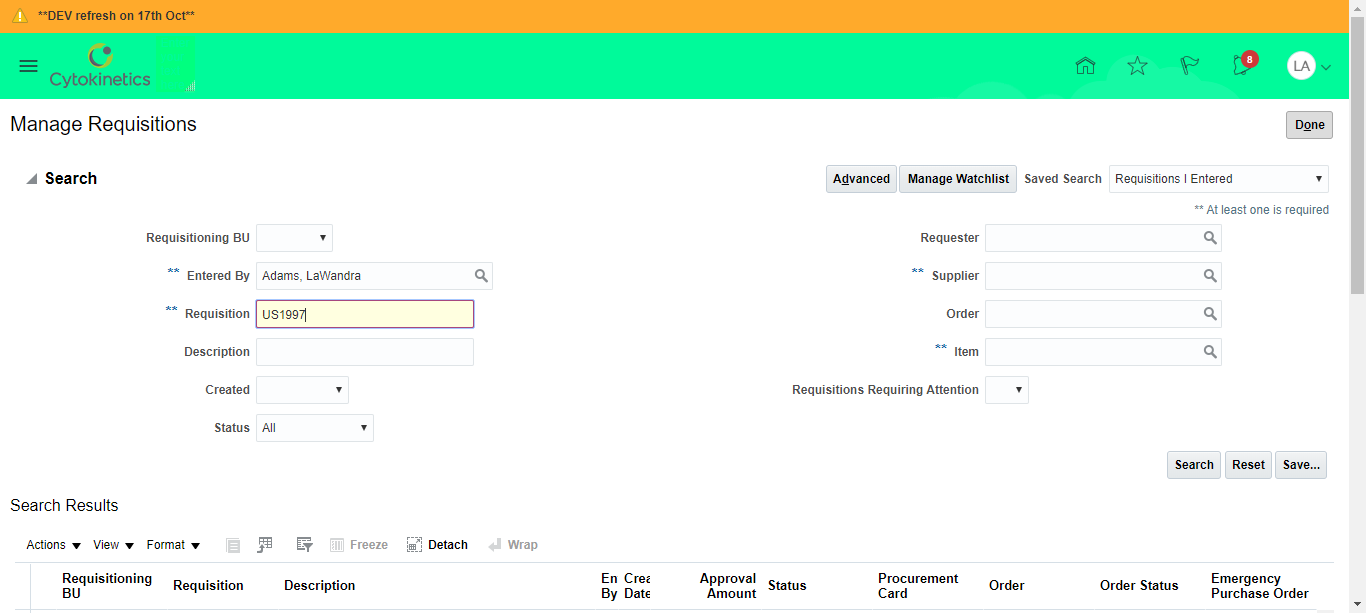 **DEV refresh on 17th Oct**
Cytokinetics
8
LA
Manage Requisitions
Done
Search
Advanced
Manage Watchlist
Saved Search
Requisitions I Entered
** At least one is required
Requisitioning BU
Requester
** Entered By
Adams, LaWandra
** Supplier
** Requisition
US1997
Order
Description
** Item
Created
Requisitions Requiring Attention
Status
All
Search
Reset
Save...
Search Results
Actions
View
Format
Freeze
Detach
Wrap
Requisitioning
BU
Requisition
Description
En
By
Crea
Date
Approval
Amount
Status
Procurement
Card
Order
Order Status
Emergency
Purchase Order